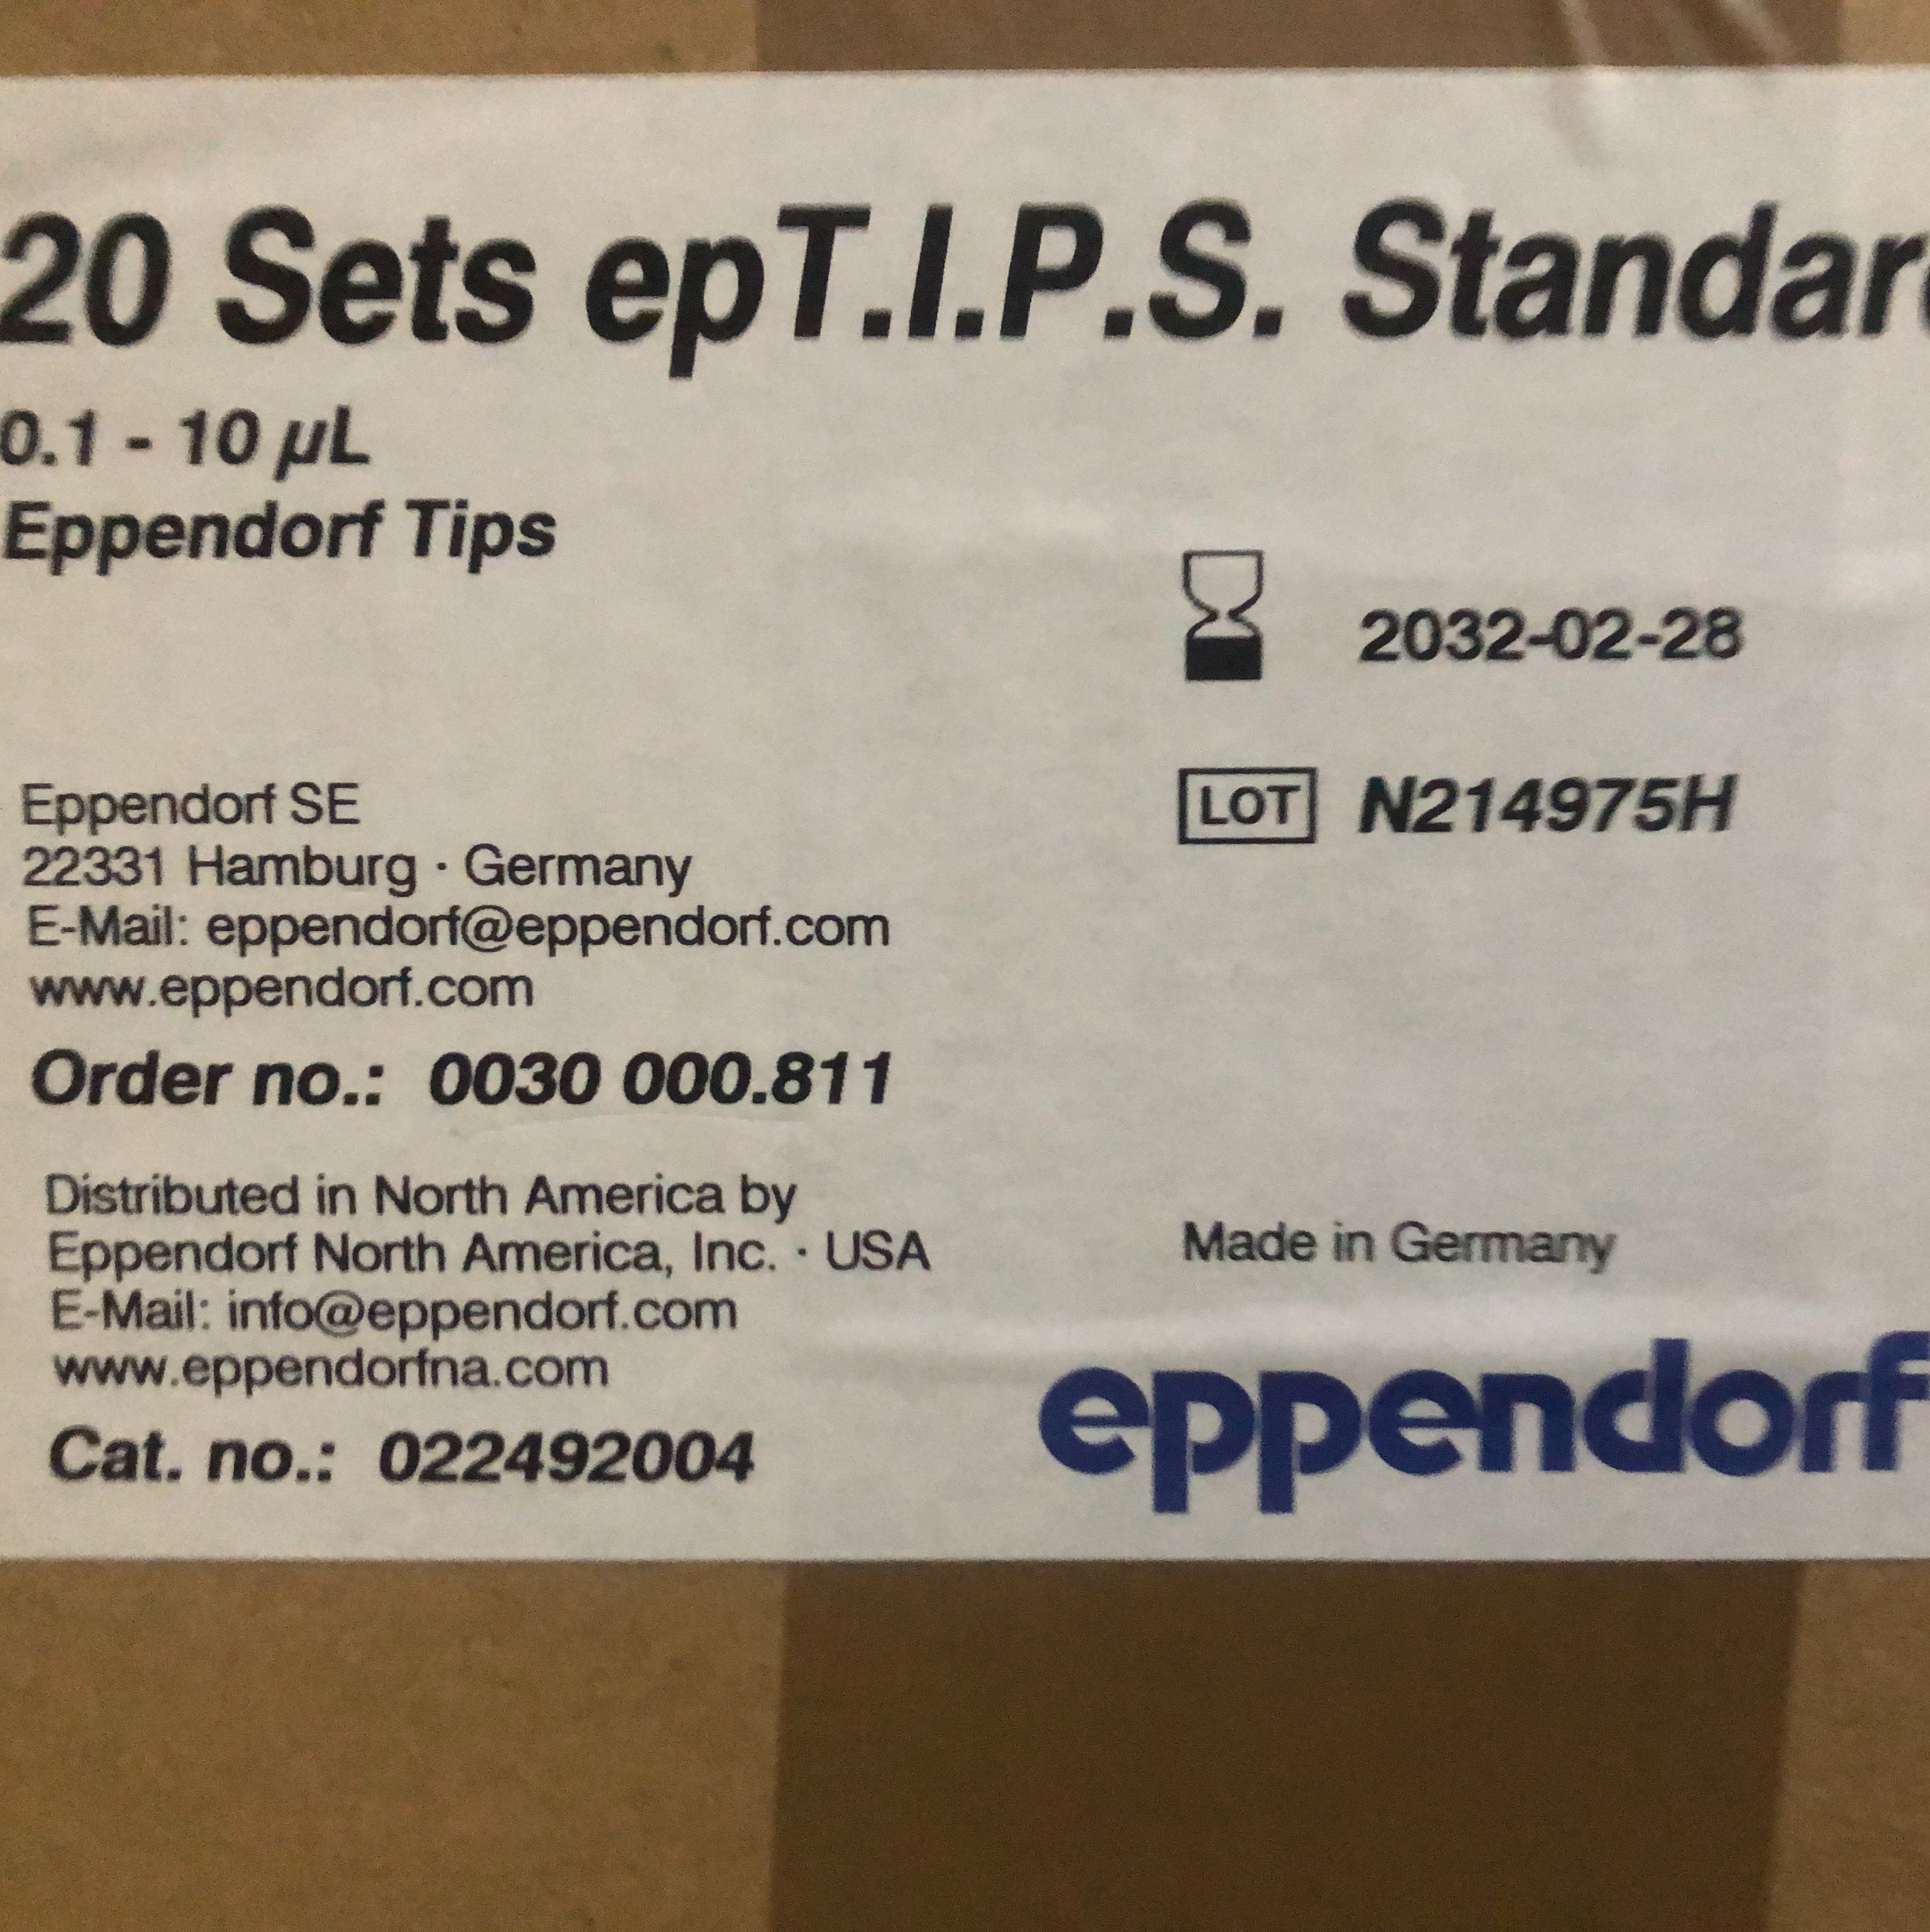 20 Sets epT.I.P.S. Standard
0.1 - 10 µL
Eppendorf Tips
2032-02-28
Eppendorf SE
LOT N214975H
22331 Hamburg · Germany
E-Mail: eppendorf@eppendorf.com
www.eppendorf.com
Order no.: 0030 000.811
Distributed in North America by
Eppendorf North America, Inc. · USA
Made in Germany
E-Mail: info@eppendorf.com
www.eppendorfna.com
Cat. no.: 022492004
eppendorf